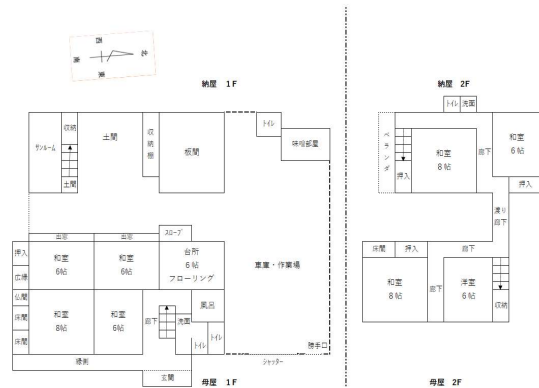 西
南
北
東
納屋 1F
納屋 2F
トイレ
洗面
サンルーム
収納
土間
収納棚
板間
トイレ
味噌部屋
土間
ベランダ
押入
和室
8帖
廊下
和室
6帖
押入
渡り廊下
出窓
出窓
スロープ
押入
広縁
仏間
床間
床間
和室
6帖
和室
6帖
台所
6帖
フローリング
車庫・作業場
和室
8帖
和室
6帖
廊下
洗面
風呂
トイレ
トイレ
縁側
玄関
シャッター
勝手口
床間
押入
廊下
和室
8帖
廊下
洋室
6帖
収納
母屋 1F
母屋 2F